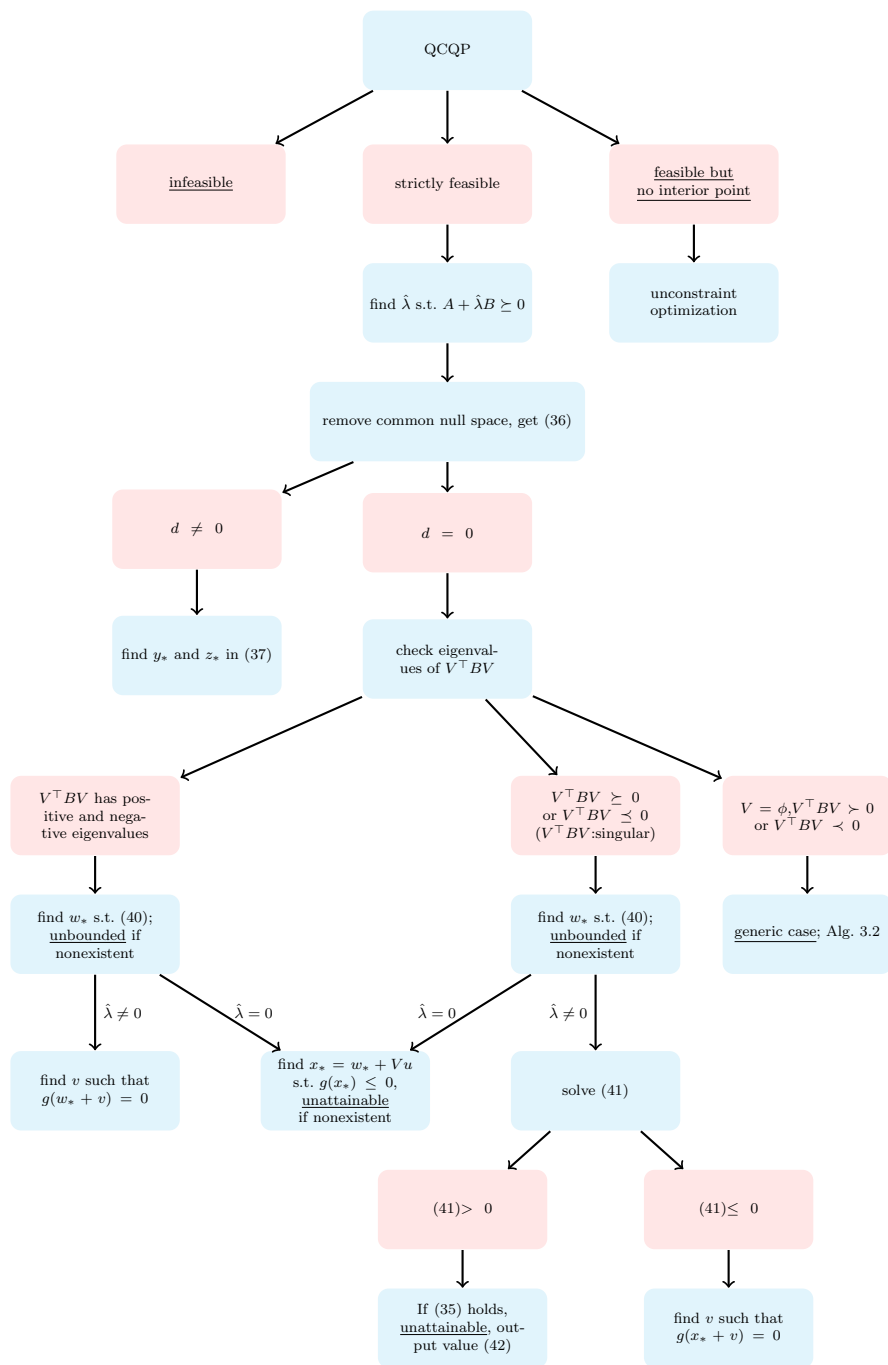 QCQP
infeasible
strictly feasible
feasible but
no interior point
find λ̂ s.t. A + λ̂B ⪰ 0
unconstraint
optimization
remove common null space, get (36)
d ≠ 0
d = 0
find y∗ and z∗ in (37)
check eigenval-
ues of V⊤BV
V⊤BV has pos-
itive and nega-
tive eigenvalues
V⊤BV ⪰ 0
or V⊤BV ⪯ 0
(V⊤BV:singular)
V = ϕ,V⊤BV ≻ 0
or V⊤BV ≺ 0
find w∗ s.t. (40);
unbounded if
nonexistent
find w∗ s.t. (40);
unbounded if
nonexistent
generic case; Alg. 3.2
λ̂ ≠ 0
λ̂ = 0
λ̂ = 0
λ̂ ≠ 0
find v such that
g(w∗ + v) = 0
find x∗ = w∗ + Vu
s.t. g(x∗) ≤ 0,
unattainable
if nonexistent
solve (41)
(41)> 0
(41)≤ 0
If (35) holds,
unattainable, out-
put value (42)
find v such that
g(x∗ + v) = 0